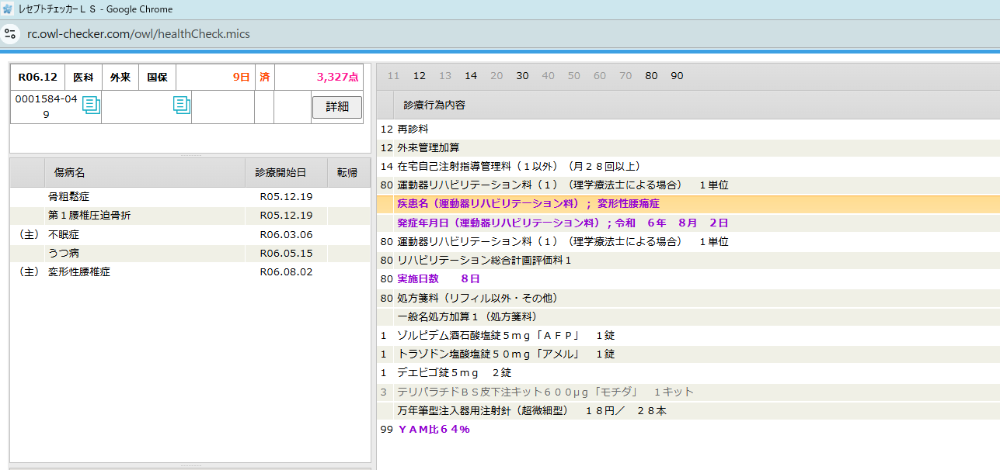 レセプトチェッカーＬＳ - Google Chrome
rc.owl-checker.com/owl/healthCheck.mics
R06.12 医科 外来 国保 9日 済 3,327点
0001584-04
9
詳細
傷病名 診療開始日 転帰
骨粗鬆症 R05.12.19
第１腰椎圧迫骨折 R05.12.19
（主） 不眠症 R06.03.06
うつ病 R06.05.15
（主） 変形性腰椎症 R06.08.02
11 12 13 14 20 30 40 50 60 70 80 90
診療行為内容
12 再診料
12 外来管理加算
14 在宅自己注射指導管理料（１以外）（月２８回以上）
80 運動器リハビリテーション料（１）（理学療法士による場合） １単位
疾患名（運動器リハビリテーション料）；変形性腰痛症
発症年月日（運動器リハビリテーション料）；令和 ６年 ８月 ２日
80 運動器リハビリテーション料（１）（理学療法士による場合） １単位
80 リハビリテーション総合計画評価料１
80 実施日数 ８日
80 処方箋料（リフィル以外・その他）
一般名処方加算１（処方箋料）
1 ゾルピデム酒石酸塩錠５ｍｇ「ＡＦＰ」 １錠
1 トラゾドン塩酸塩錠５０ｍｇ「アメル」 １錠
1 デエビゴ錠５ｍｇ ２錠
3 テリパラチドＢＳ皮下注キット６００μｇ「モチダ」 １キット
万年筆型注入器用注射針（超微細型） １８円／ ２８本
99 ＹＡＭ比６４％